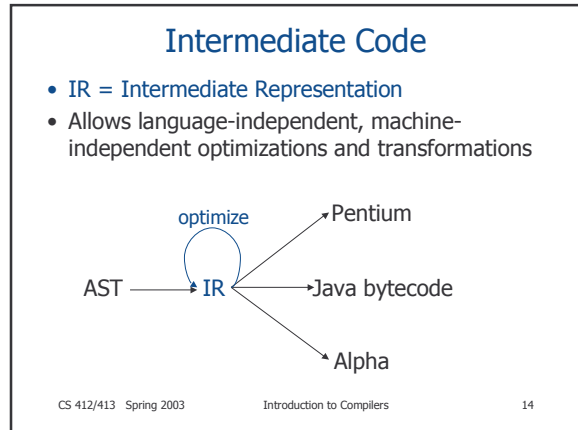 Intermediate Code
• IR = Intermediate Representation
• Allows language-independent, machine-
independent optimizations and transformations
optimize
Pentium
AST
IR
Java bytecode
Alpha
CS 412/413 Spring 2003
Introduction to Compilers
14